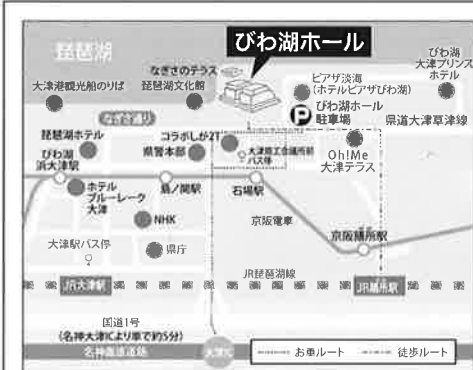 琵琶湖
びわ湖ホール
びわ湖
大津プリンス
ホテル
なぎさのテラス
大津港観光船のりば
琵琶湖文化館
ピアザ淡海
(ホテルピアザびわ湖)
P
びわ湖ホール
駐車場
県道大津草津線
なぎさ通り
琵琶湖ホテル
コラボしが21
県警本部
大津商工会議所前
バス停
Oh!Me
大津テラス
びわ湖
浜大津駅
島ノ関駅
石場駅
ホテル
ブルーレーク
大津
NHK
京阪電車
京阪膳所駅
大津駅バス停
県庁
JR琵琶湖線
JR大津駅
JR膳所駅
国道1号
(名神大津ICより車で約5分)
名神高速道路
大津IC
お車ルート
徒歩ルート